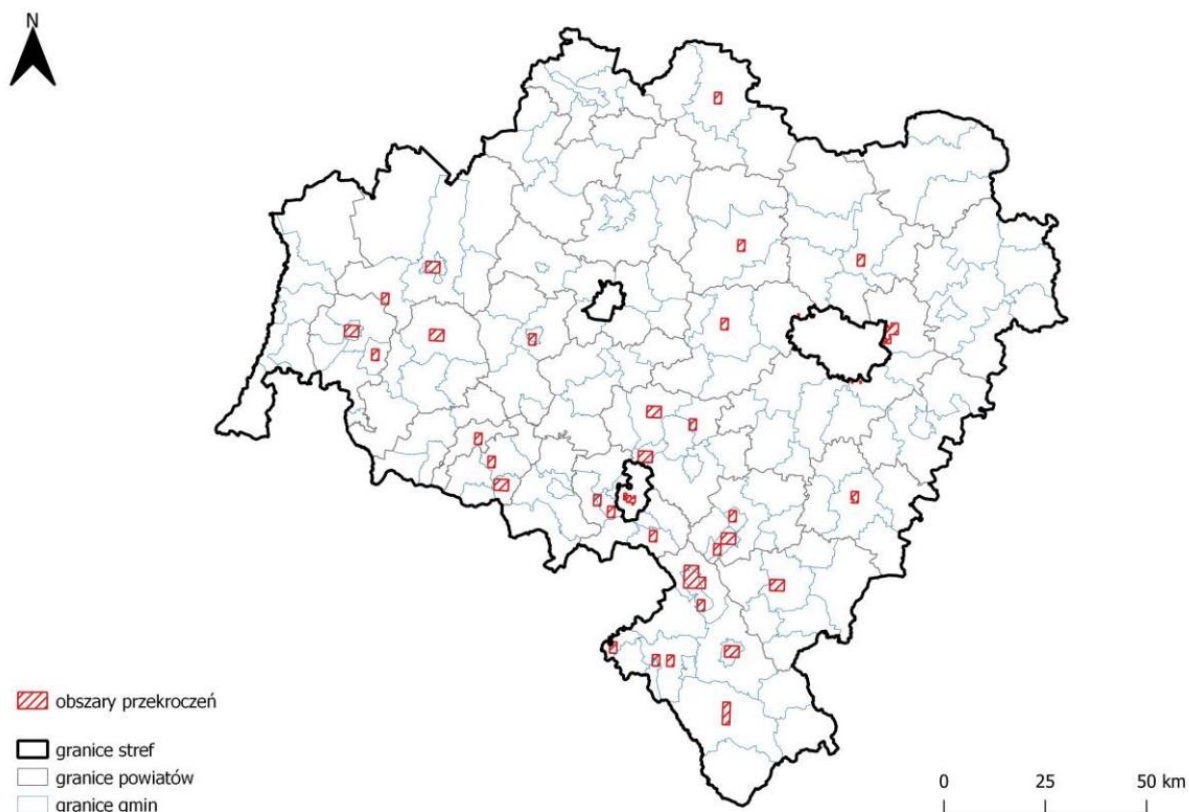 N
obszary przekroczeń
granice stref
granice powiatów
granice gmin
0 25 50 km